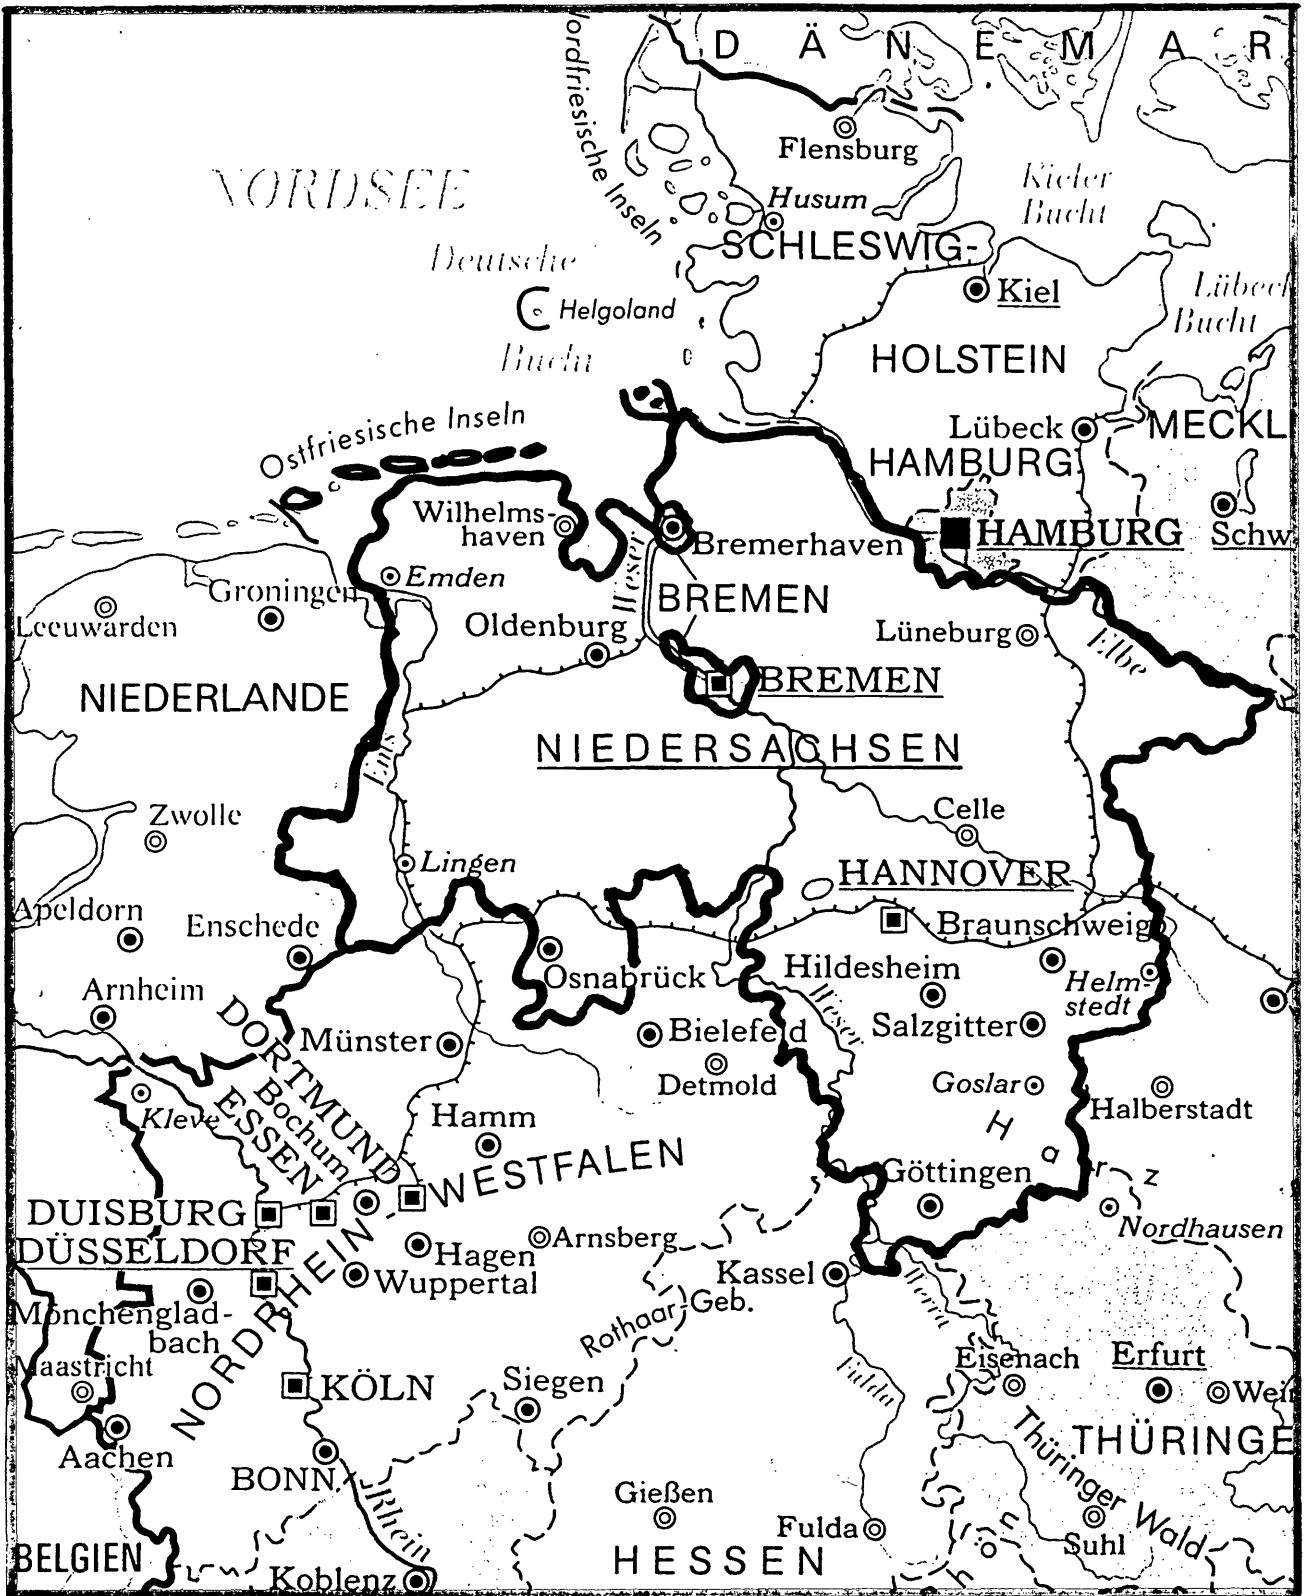 DÄNEMAR
Nordfriesische Inseln
Flensburg
NORDSEE
Kieler
Bucht
Husum
SCHLESWIG-
Deutsche
Helgoland
Bucht
Kiel
Lübeck
Bucht
HOLSTEIN
Ostfriesische Inseln
Lübeck
MECKL
HAMBURG
Wilhelms-
haven
Bremerhaven
HAMBURG
Schw
Emden
Groningen
Weser
BREMEN
Leeuwarden
Oldenburg
Lüneburg
Elbe
NIEDERLANDE
BREMEN
Ems
NIEDERSACHSEN
Zwolle
Celle
Lingen
HANNOVER
Apeldorn
Enschede
Braunschweig
Osnabrück
Hildesheim
Helm-
stedt
Arnheim
Weser
DORTMUND
Münster
Bielefeld
Salzgitter
Detmold
Goslar
Kleve
ESSEN
Bochum
Hamm
Halberstadt
Harz
WESTFALEN
Göttingen
DUISBURG
DÜSSELDORF
Hagen
Arnsberg
Nordhausen
Wuppertal
Kassel
Werra
Mönchenglad-
bach
NORDRHEIN-
Rothaar-Geb.
Maastricht
KÖLN
Siegen
Fulda
Eisenach
Erfurt
Wei
Aachen
THÜRINGE
Thüringer Wald
BONN
Rhein
Gießen
Fulda
Suhl
BELGIEN
HESSEN
Koblenz